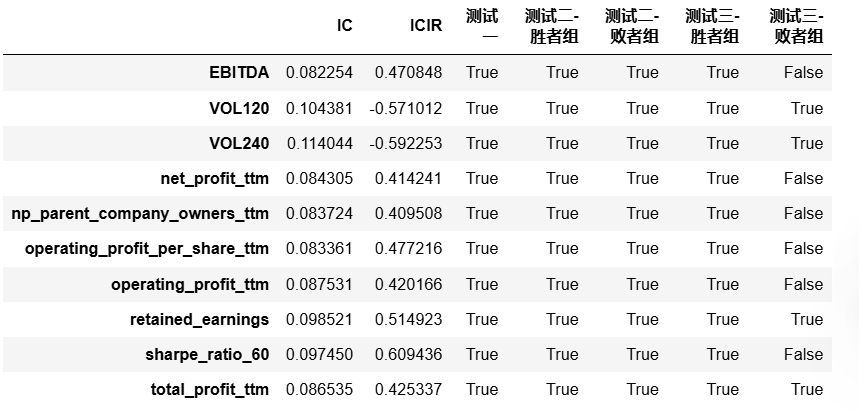 IC ICIR 测试一 测试二-胜者组 测试二-败者组 测试三-胜者组 测试三-败者组
EBITDA 0.082254 0.470848 True True True True False
VOL120 0.104381 -0.571012 True True True True True
VOL240 0.114044 -0.592253 True True True True True
net_profit_ttm 0.084305 0.414241 True True True True False
np_parent_company_owners_ttm 0.083724 0.409508 True True True True False
operating_profit_per_share_ttm 0.083361 0.477216 True True True True False
operating_profit_ttm 0.087531 0.420166 True True True True False
retained_earnings 0.098521 0.514923 True True True True True
sharpe_ratio_60 0.097450 0.609436 True True True True False
total_profit_ttm 0.086535 0.425337 True True True True True